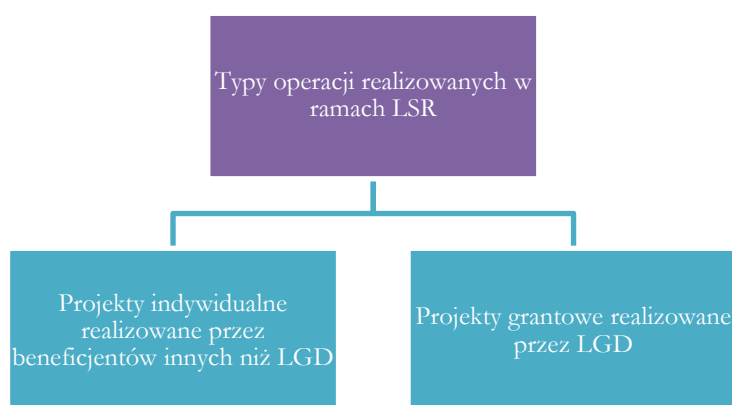 Typy operacji realizowanych w
ramach LSR
Projekty indywidualne
realizowane przez
beneficjentów innych niż LGD
Projekty grantowe realizowane
przez LGD